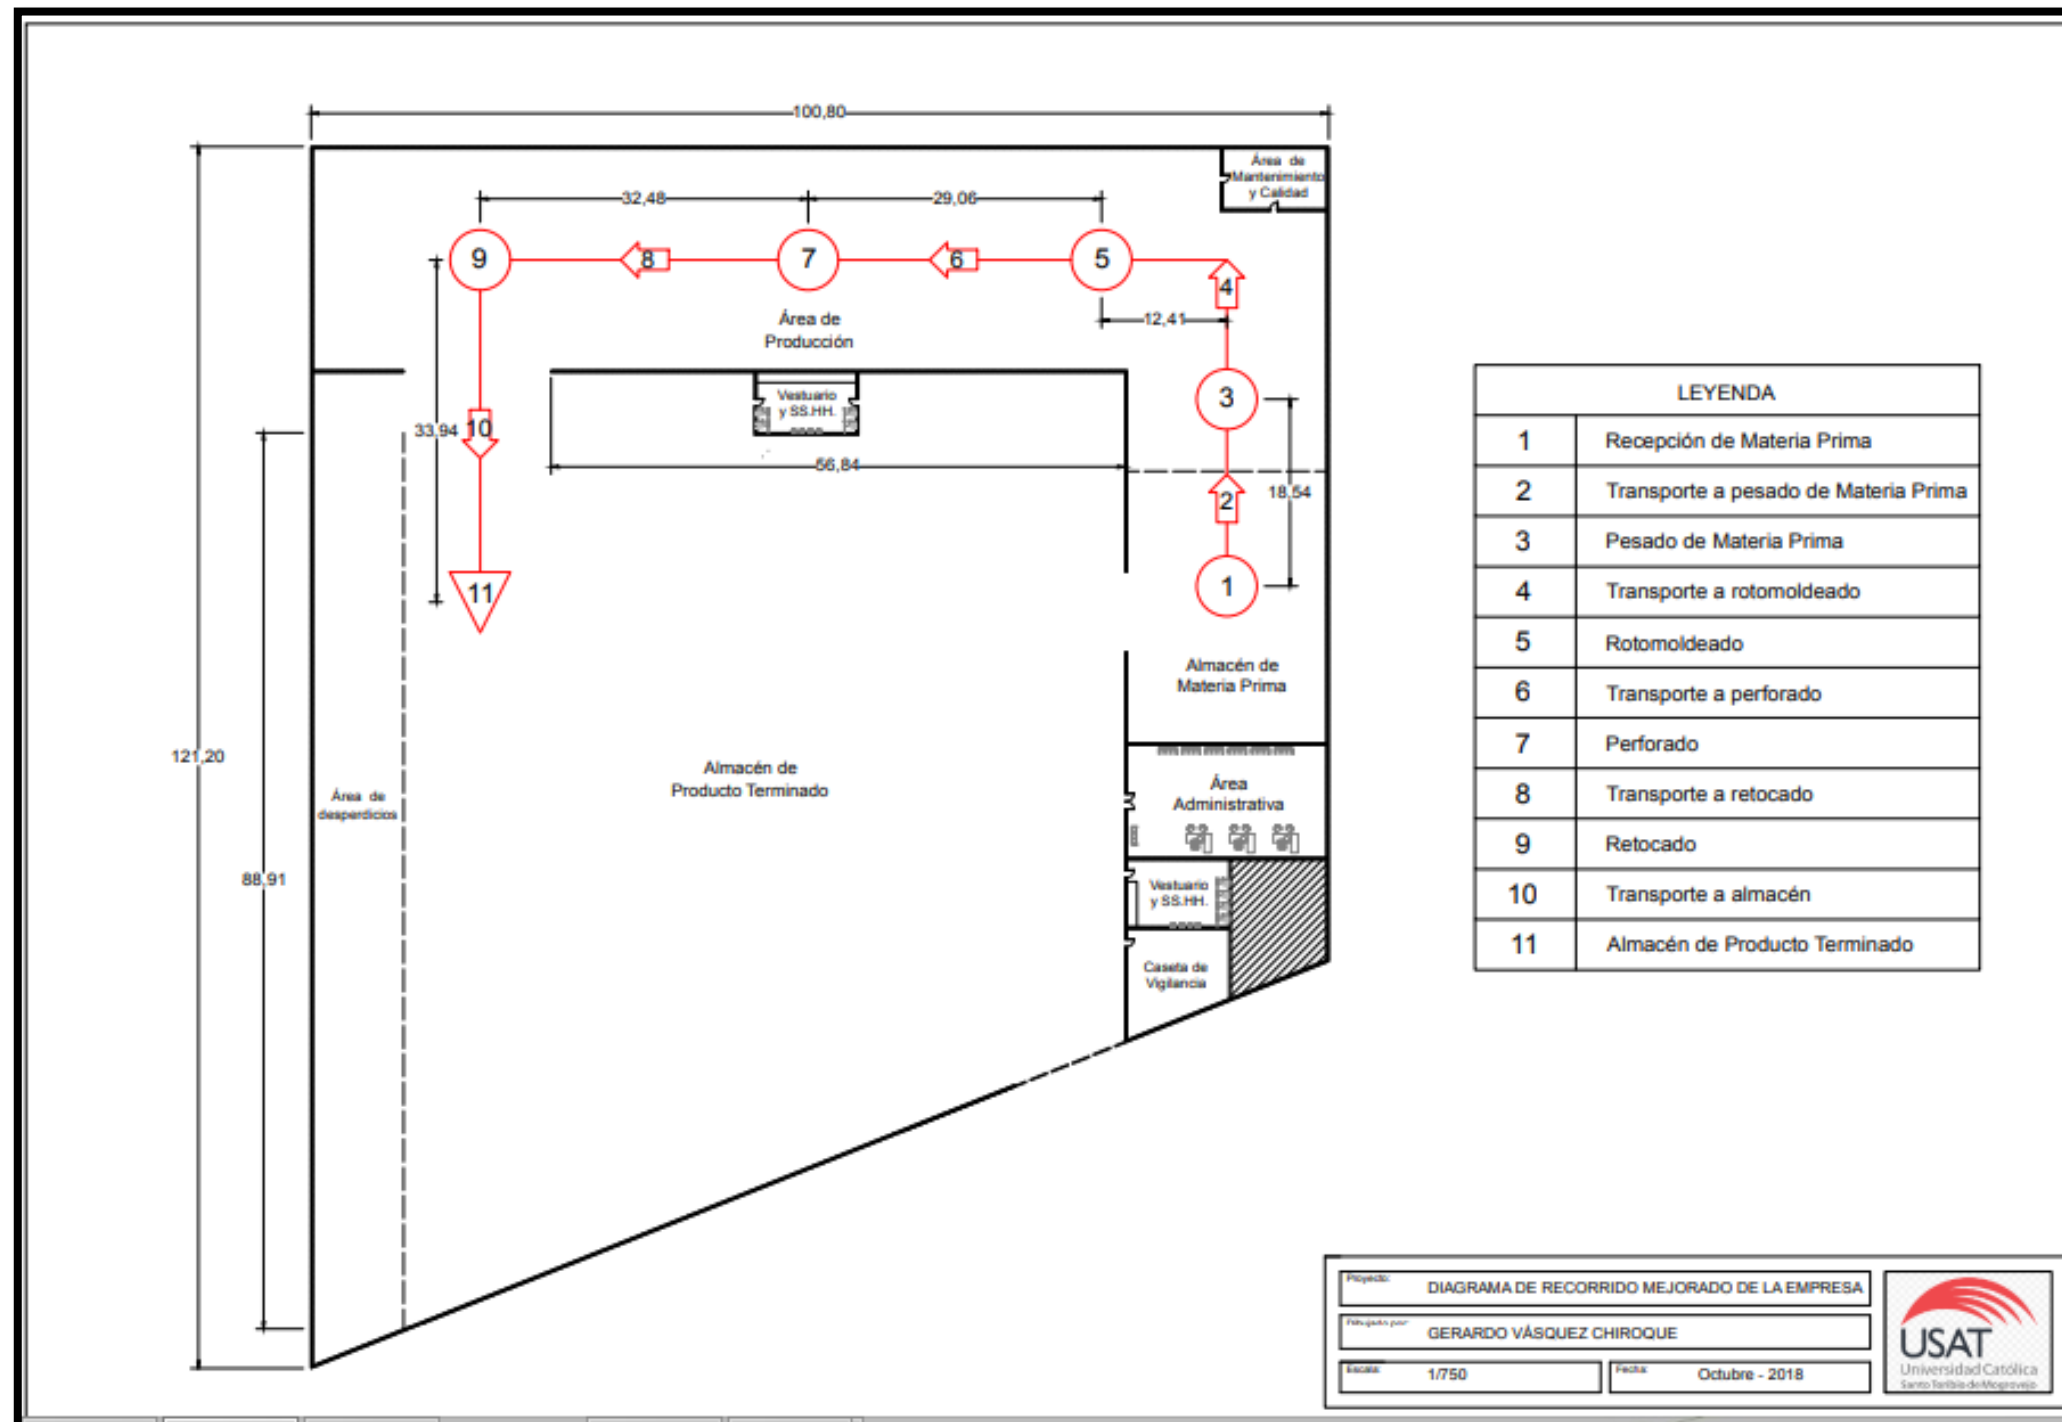 100,80
Área de
Mantenimiento
y Calidad
32,48
29,06
9
8
7
6
5
4
12,41
Área de
Producción
3
Vestuario
y SS.HH.
33,94
10
56,84
18,54
2
11
1
Almacén de
Materia Prima
121,20
Almacén de
Producto Terminado
Área de
desperdicios
Área
Administrativa
88,91
Vestuario
y SS.HH.
Caseta de
Vigilancia
LEYENDA
1 Recepción de Materia Prima
2 Transporte a pesado de Materia Prima
3 Pesado de Materia Prima
4 Transporte a rotomoldeado
5 Rotomoldeado
6 Transporte a perforado
7 Perforado
8 Transporte a retocado
9 Retocado
10 Transporte a almacén
11 Almacén de Producto Terminado
Proyecto: DIAGRAMA DE RECORRIDO MEJORADO DE LA EMPRESA
Dibujado por: GERARDO VÁSQUEZ CHIROQUE
Escala: 1/750
Fecha: Octubre - 2018
USAT
Universidad Católica
Santo Toribio de Mogrovejo